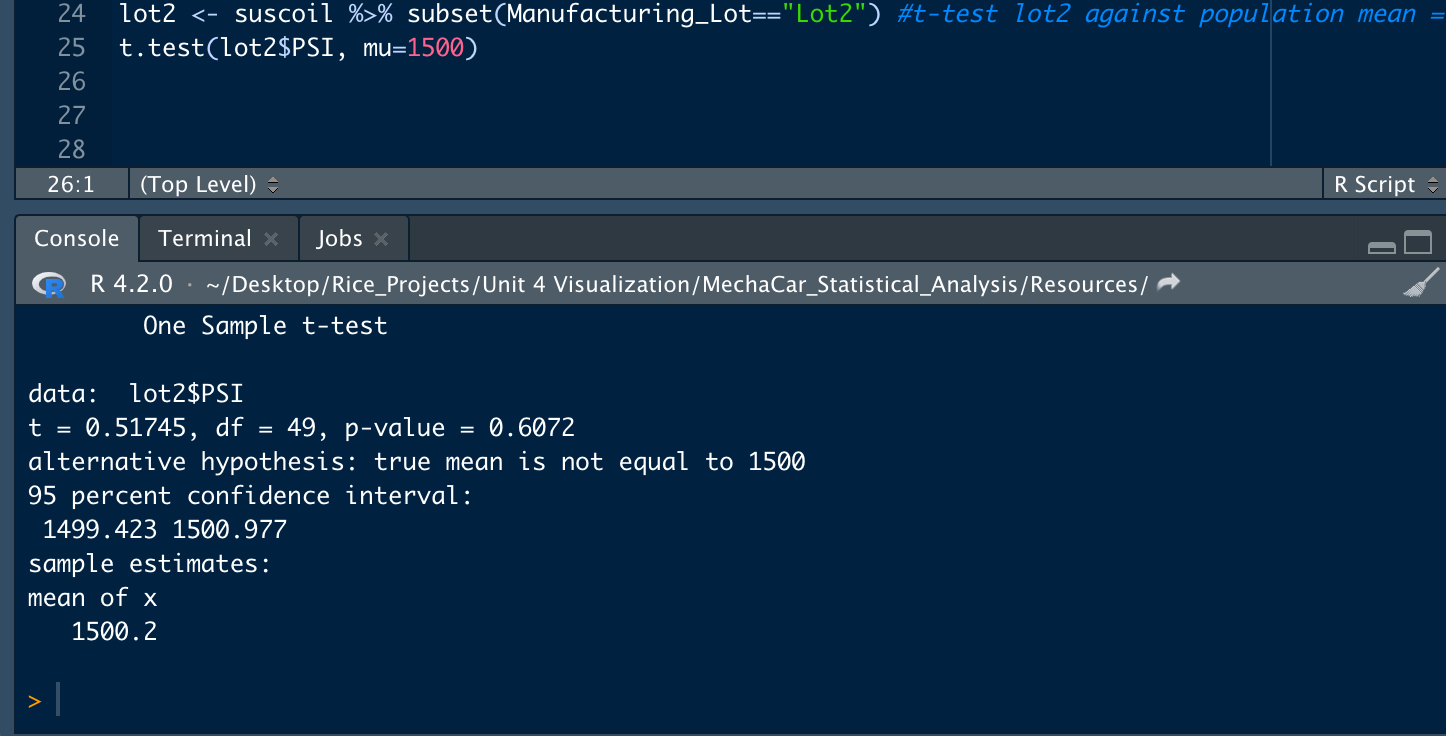 24 lot2 <- suscoil %>% subset(Manufacturing_Lot=="Lot2") #t-test lot2 against population mean =
25 t.test(lot2$PSI, mu=1500)
26
27
28
26:1 (Top Level) R Script
Console Terminal Jobs
R R 4.2.0 · ~/Desktop/Rice_Projects/Unit 4 Visualization/MechaCar_Statistical_Analysis/Resources/
One Sample t-test
data:  lot2$PSI
t = 0.51745, df = 49, p-value = 0.6072
alternative hypothesis: true mean is not equal to 1500
95 percent confidence interval:
1499.423 1500.977
sample estimates:
mean of x
1500.2
>